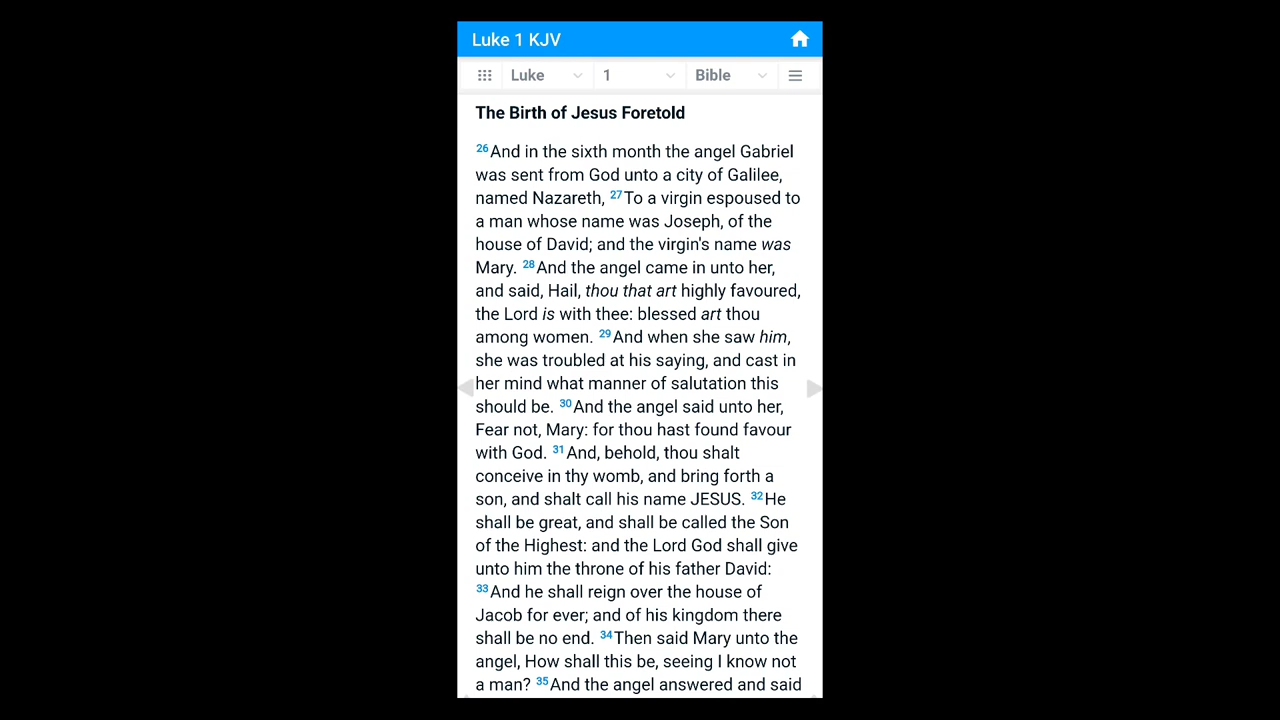 Luke 1 KJV
Luke 1 Bible
The Birth of Jesus Foretold
26 And in the sixth month the angel Gabriel
was sent from God unto a city of Galilee,
named Nazareth, 27 To a virgin espoused to
a man whose name was Joseph, of the
house of David; and the virgin's name was
Mary. 28 And the angel came in unto her,
and said, Hail, thou that art highly favoured,
the Lord is with thee: blessed art thou
among women. 29 And when she saw him,
she was troubled at his saying, and cast in
her mind what manner of salutation this
should be. 30 And the angel said unto her,
Fear not, Mary: for thou hast found favour
with God. 31 And, behold, thou shalt
conceive in thy womb, and bring forth a
son, and shalt call his name JESUS. 32 He
shall be great, and shall be called the Son
of the Highest: and the Lord God shall give
unto him the throne of his father David:
33 And he shall reign over the house of
Jacob for ever; and of his kingdom there
shall be no end. 34 Then said Mary unto the
angel, How shall this be, seeing I know not
a man? 35 And the angel answered and said